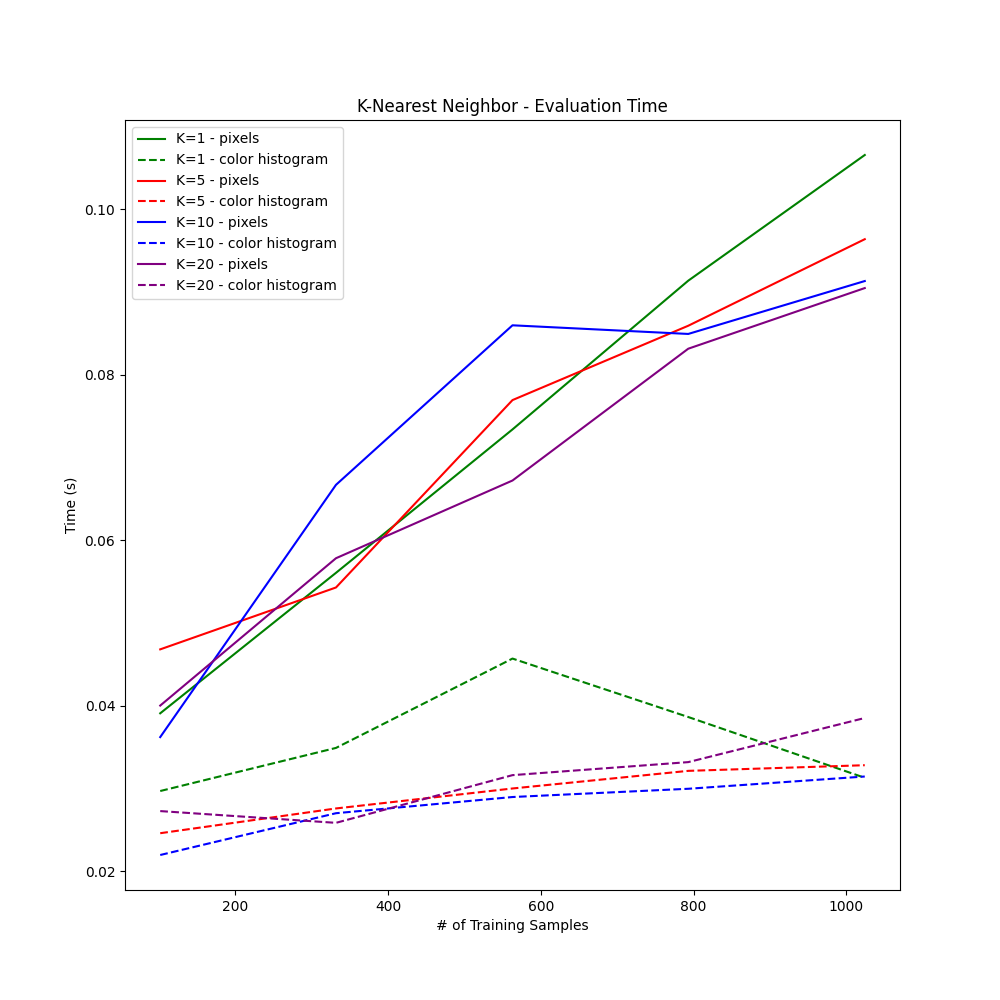 K-Nearest Neighbor - Evaluation Time
K=1 - pixels
K=1 - color histogram
K=5 - pixels
K=5 - color histogram
K=10 - pixels
K=10 - color histogram
K=20 - pixels
K=20 - color histogram
0.10
0.08
0.06
0.04
0.02
Time (s)
200 400 600 800 1000
# of Training Samples